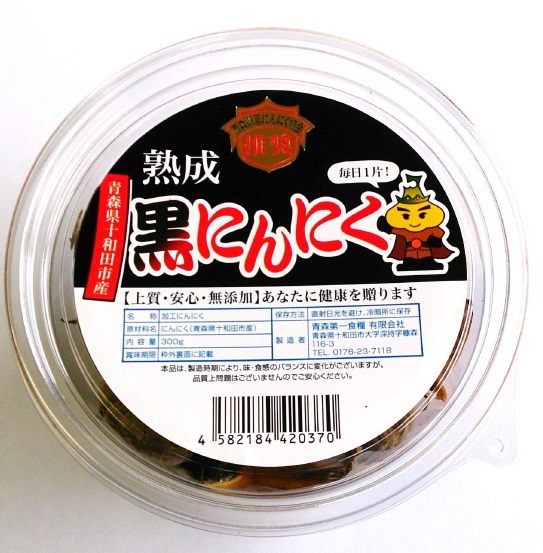 推奨
熟成
毎日1片!
青森県十和田市産
黒にんにく
【上質・安心・無添加】あなたに健康を贈ります
名称 加工にんにく
原材料名 にんにく(青森県十和田市産)
内容量 300g
賞味期限 枠外裏面に記載
保存方法 直射日光を避け、冷暗所に保存
製造者 青森第一食糧 有限会社
青森県十和田市大字深持字糠森
116-3
TEL. 0176-23-7118
本品は、製造時期により、味・食感のバランスに変化がございますが、
品質上問題はございませんのでご安心ください。
4 582184 420370